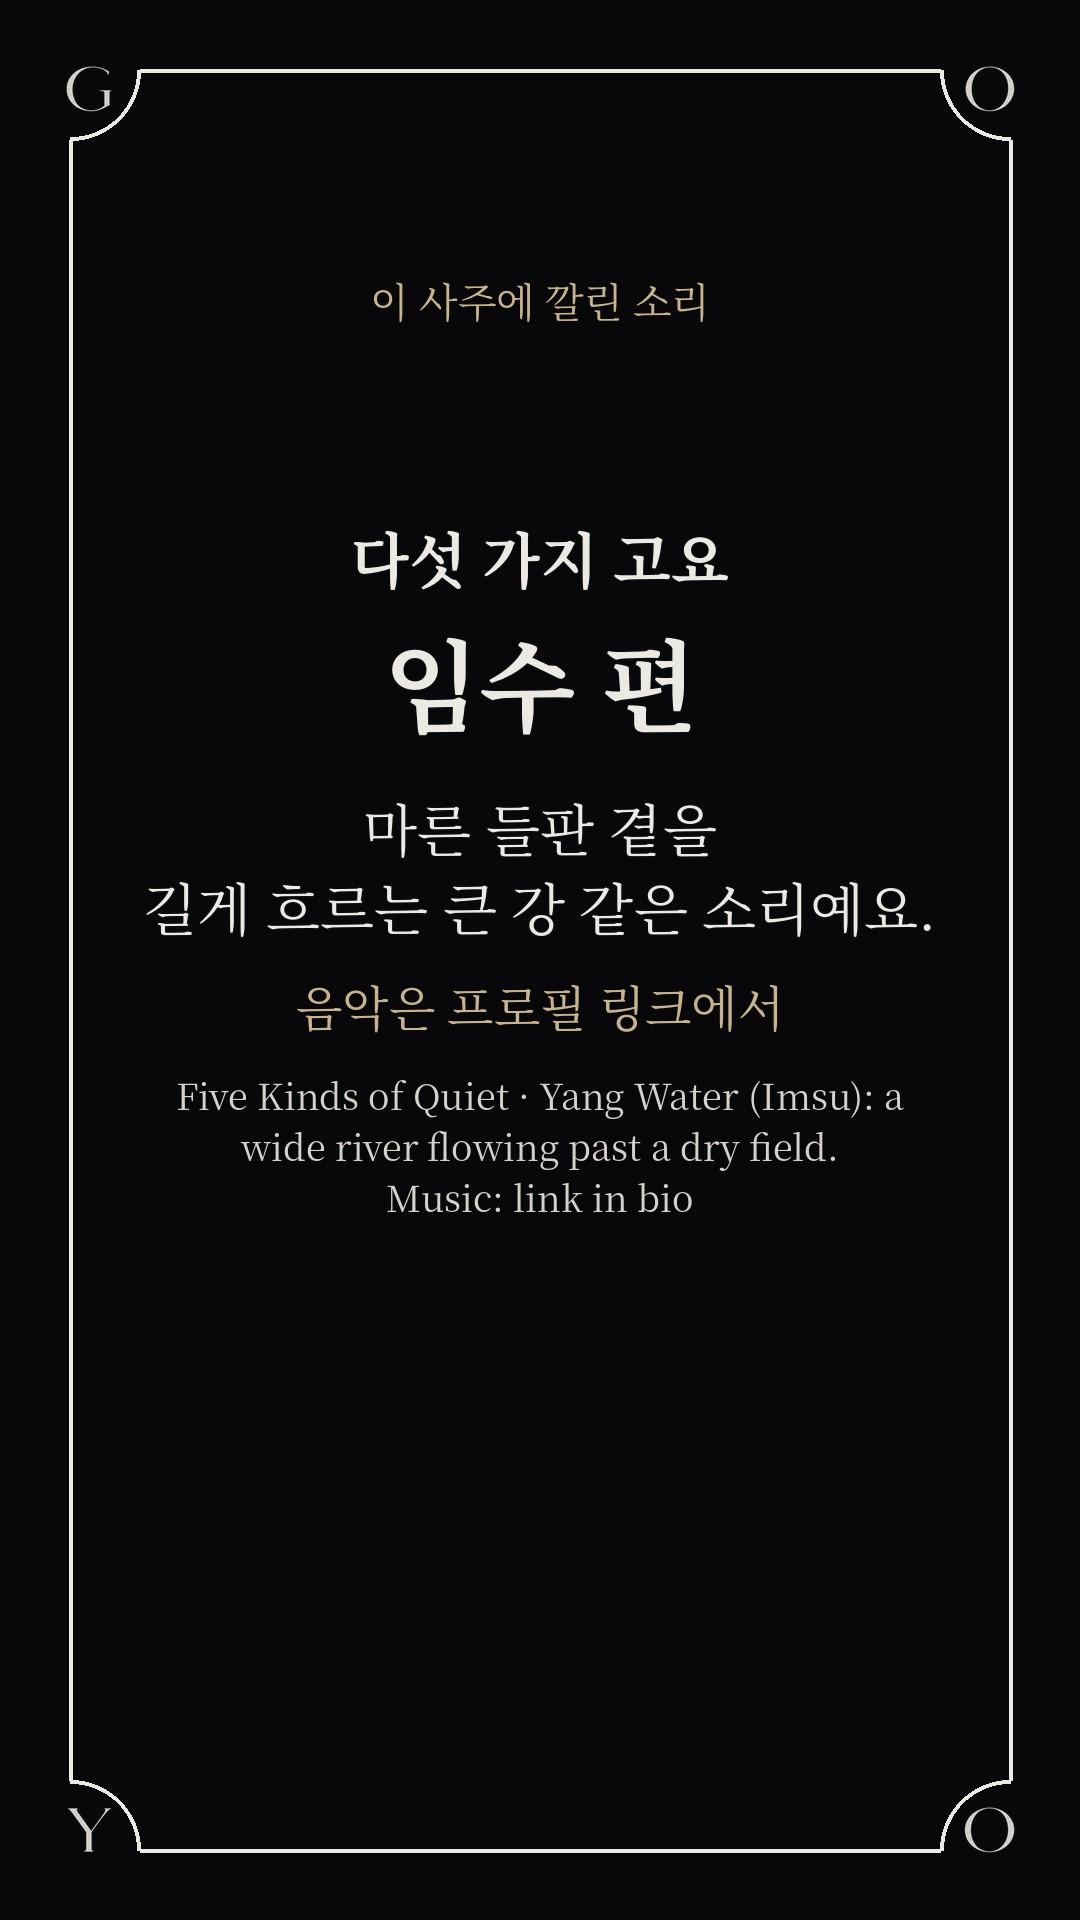 G O
이 사주에 깔린 소리
다섯 가지 고요
임수 편
마른 들판 곁을
길게 흐르는 큰 강 같은 소리예요.
음악은 프로필 링크에서
Five Kinds of Quiet · Yang Water (Imsu): a
wide river flowing past a dry field.
Music: link in bio
Y O